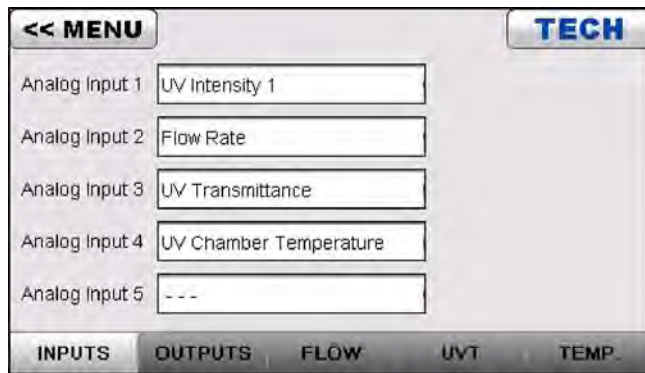 << MENU TECH
Analog Input 1 UV Intensity 1
Analog Input 2 Flow Rate
Analog Input 3 UV Transmittance
Analog Input 4 UV Chamber Temperature
Analog Input 5 ---
INPUTS OUTPUTS FLOW UVT TEMP.